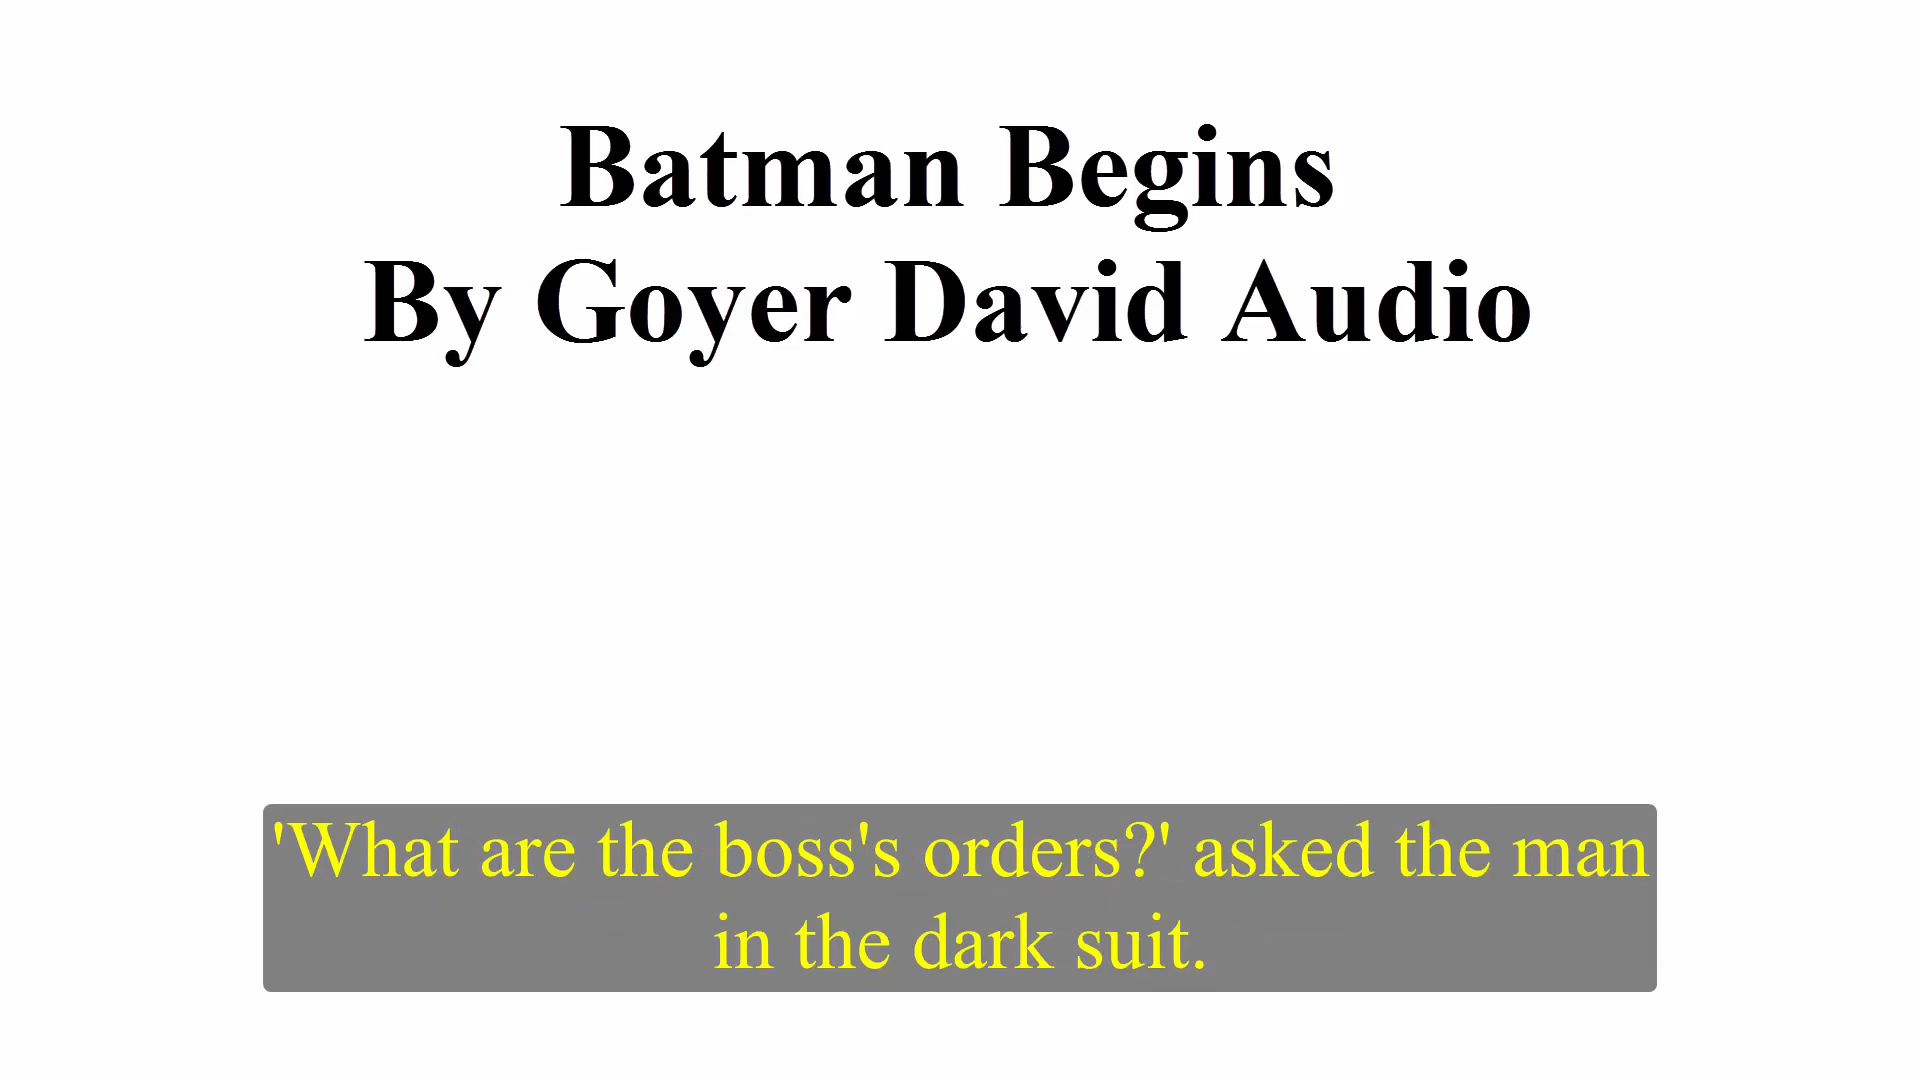 Batman Begins
By Goyer David Audio
'What are the boss's orders?' asked the man
in the dark suit.